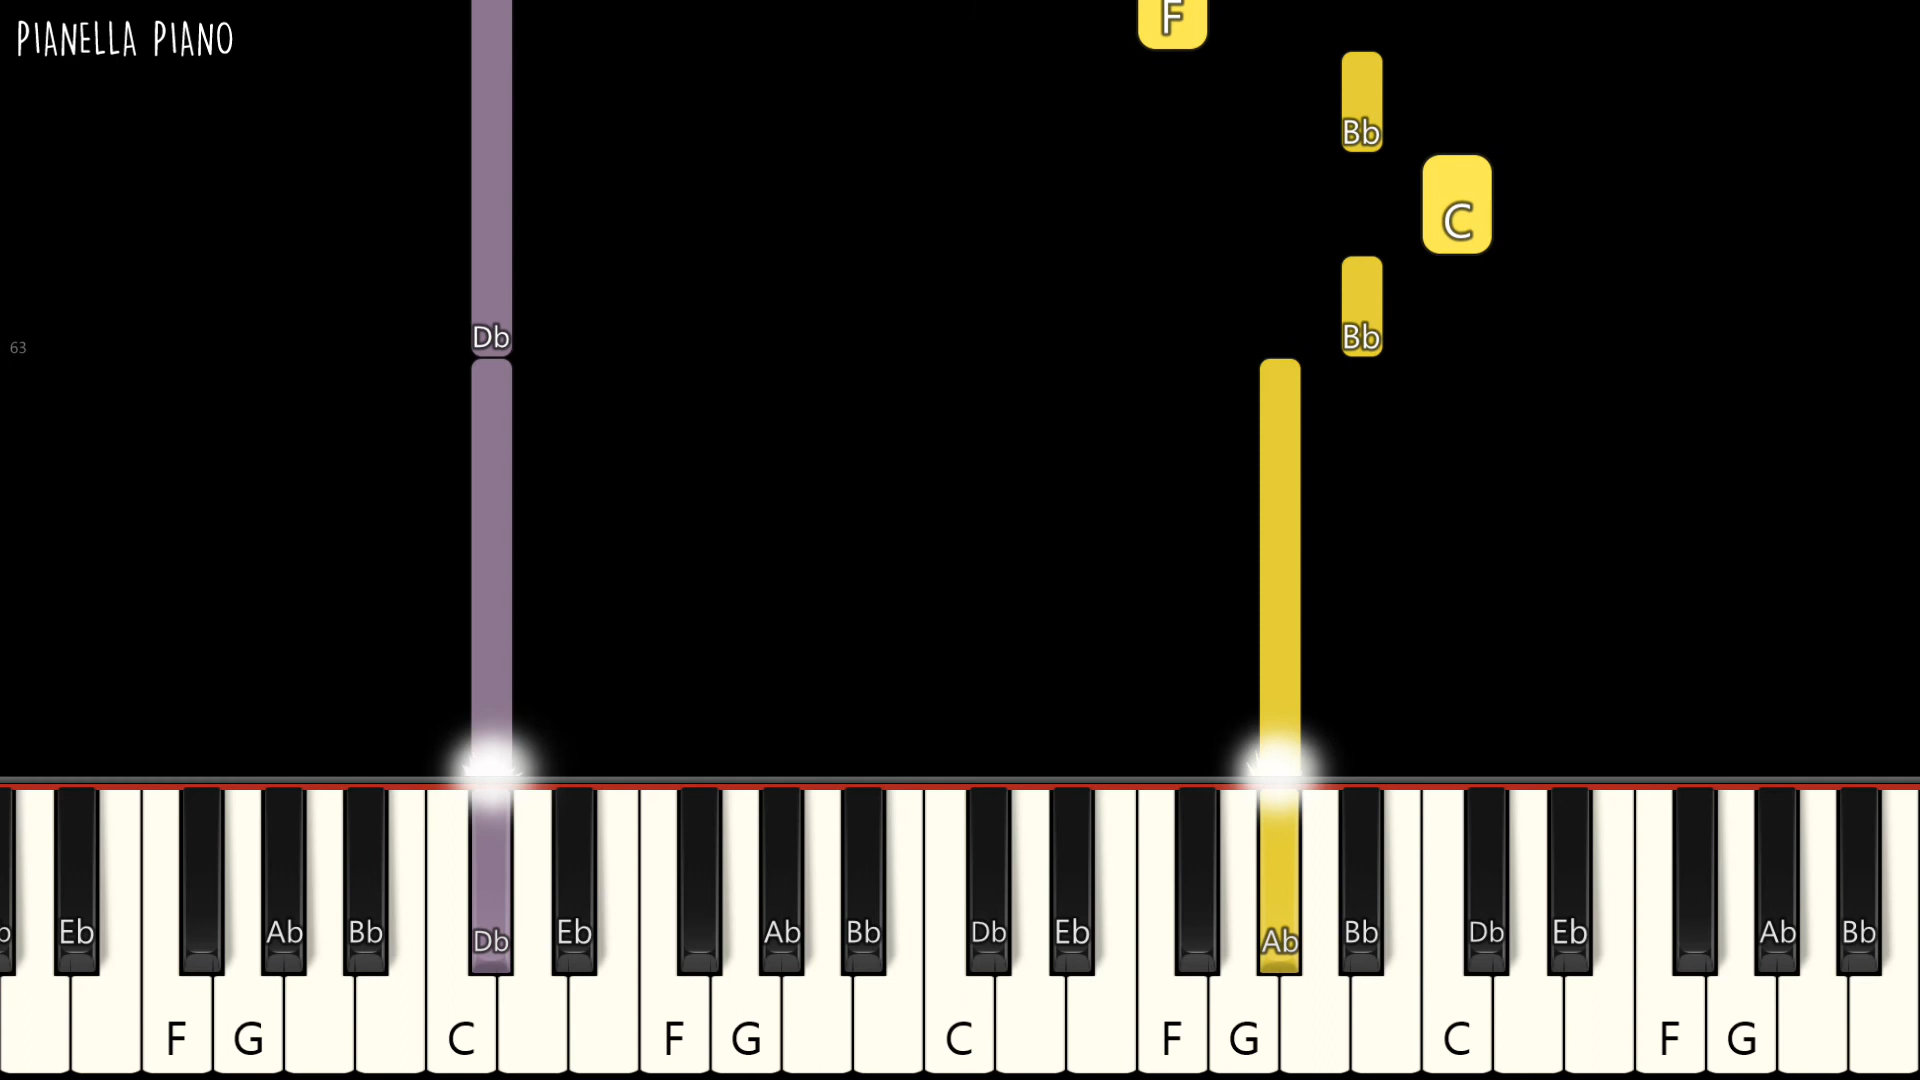 PIANELLA PIANO
F
Bb
C
Bb
Db
63
Eb Ab Bb Db Eb Ab Bb Db Eb Ab Bb Db Eb Ab Bb
F G C F G C F G C F G